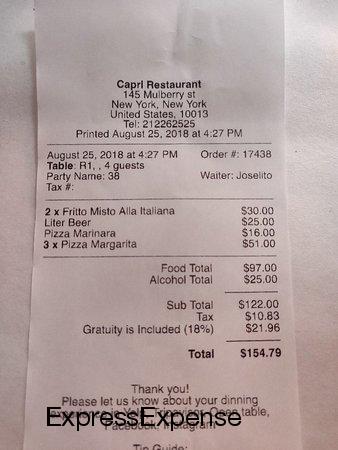 Capri Restaurant
145 Mulberry st
New York, New York
United States, 10013
Tel: 212262525
Printed August 25, 2018 at 4:27 PM
August 25, 2018 at 4:27 PM Order #: 17438
Table: R1, , 4 guests
Party Name: 38 Waiter: Joselito
Tax #:
2 x Fritto Misto Alla Italiana $30.00
Liter Beer $25.00
Pizza Marinara $16.00
3 x Pizza Margarita $51.00
Food Total $97.00
Alcohol Total $25.00
Sub Total $122.00
Tax $10.83
Gratuity is Included (18%) $21.96
Total $154.79
Thank you!
Please let us know about your dining
experience in Yelp, Tripavisor, Open table,
Facebook, Instagram
ExpressExpense
Tip Guide: